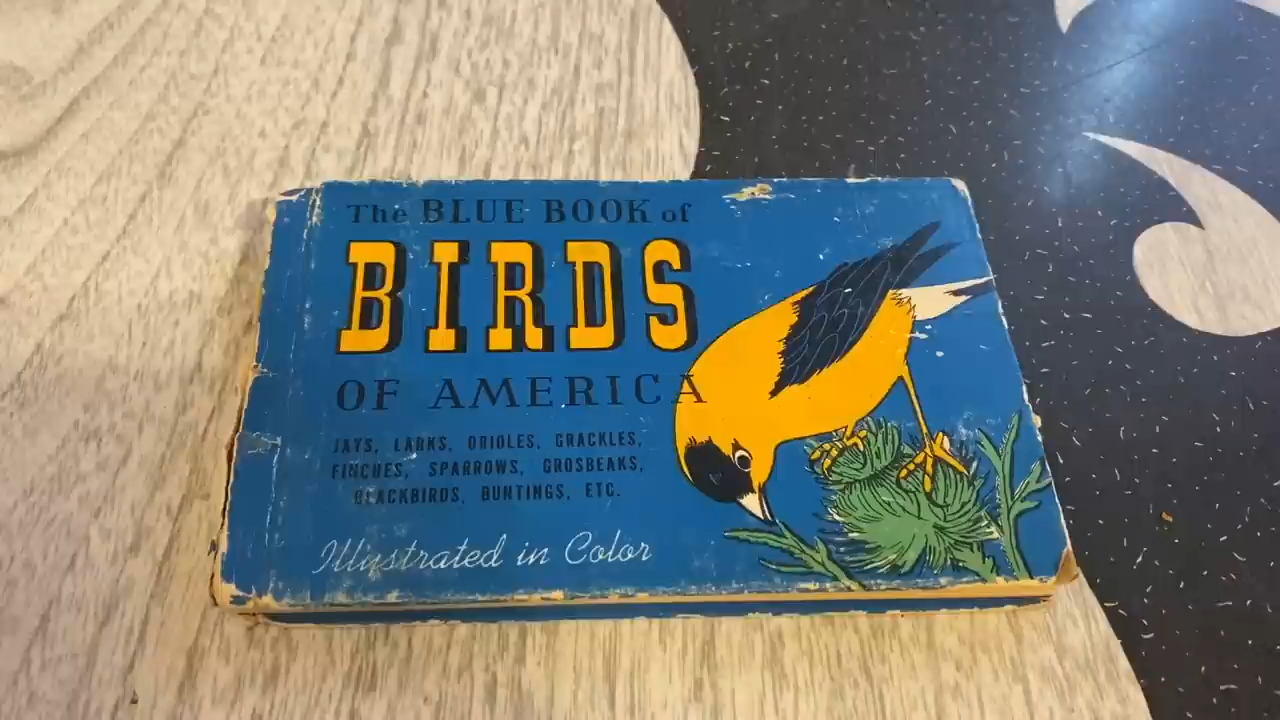 The BLUE BOOK of
BIRDS
OF AMERICA
JAYS, LARKS, ORIOLES, GRACKLES,
FINCHES, SPARROWS, GROSBEAKS,
BLACKBIRDS, BUNTINGS, ETC.
Illustrated in Color